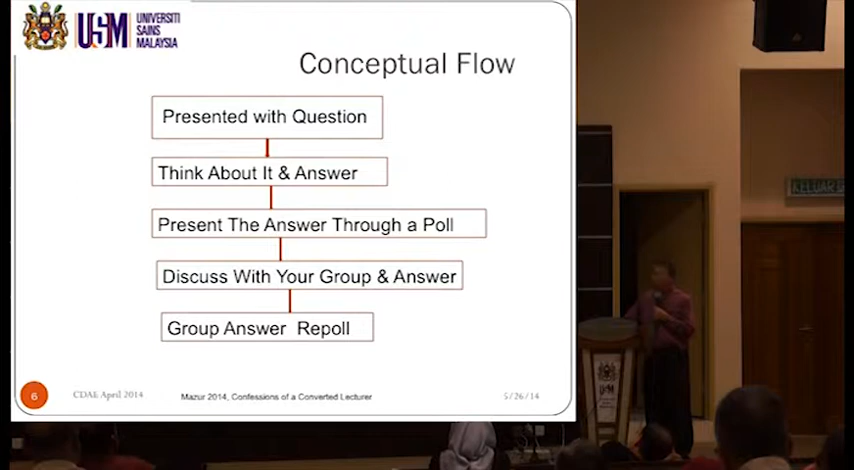 USM UNIVERSITI
SAINS
MALAYSIA
Conceptual Flow
Presented with Question
Think About It & Answer
Present The Answer Through a Poll
Discuss With Your Group & Answer
Group Answer Repoll
6
CDAE April 2014
Mazur 2014, Confessions of a Converted Lecturer
5/26/14
KELUAR